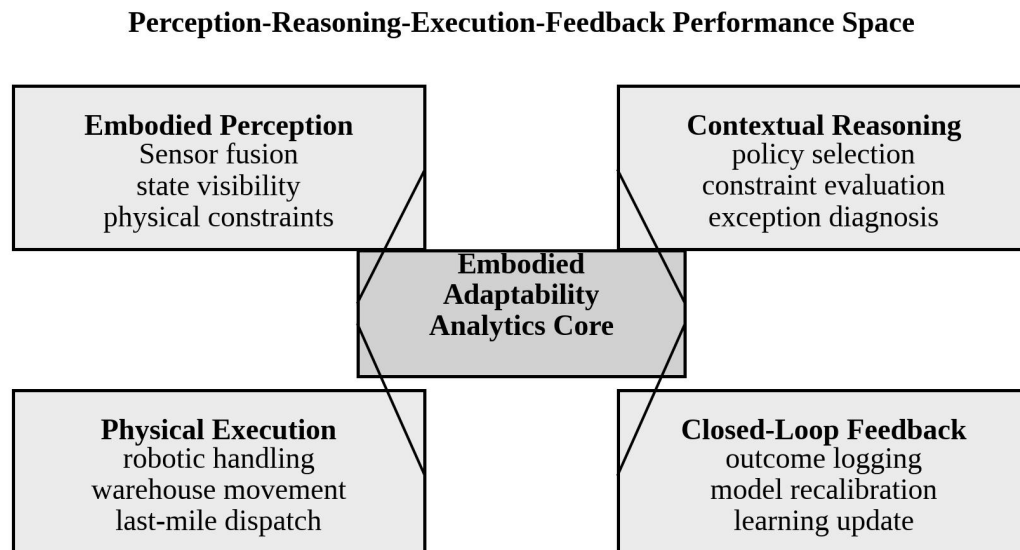 Perception-Reasoning-Execution-Feedback Performance Space
Embodied Perception
Sensor fusion
state visibility
physical constraints
Contextual Reasoning
policy selection
constraint evaluation
exception diagnosis
Embodied
Adaptability
Analytics Core
Physical Execution
robotic handling
warehouse movement
last-mile dispatch
Closed-Loop Feedback
outcome logging
model recalibration
learning update